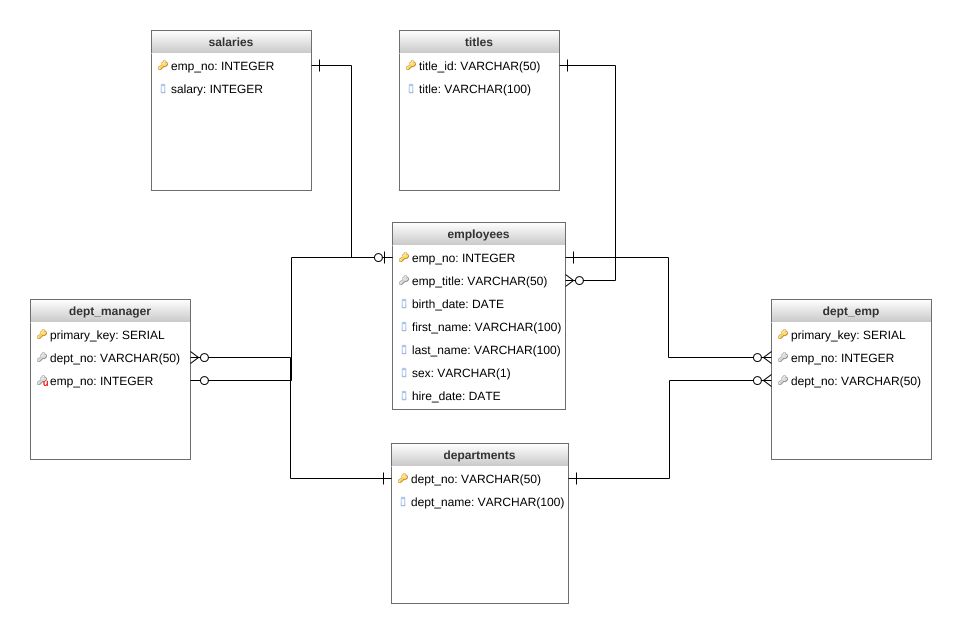 salaries
emp_no: INTEGER
salary: INTEGER
titles
title_id: VARCHAR(50)
title: VARCHAR(100)
employees
emp_no: INTEGER
emp_title: VARCHAR(50)
birth_date: DATE
first_name: VARCHAR(100)
last_name: VARCHAR(100)
sex: VARCHAR(1)
hire_date: DATE
dept_manager
primary_key: SERIAL
dept_no: VARCHAR(50)
emp_no: INTEGER
dept_emp
primary_key: SERIAL
emp_no: INTEGER
dept_no: VARCHAR(50)
departments
dept_no: VARCHAR(50)
dept_name: VARCHAR(100)